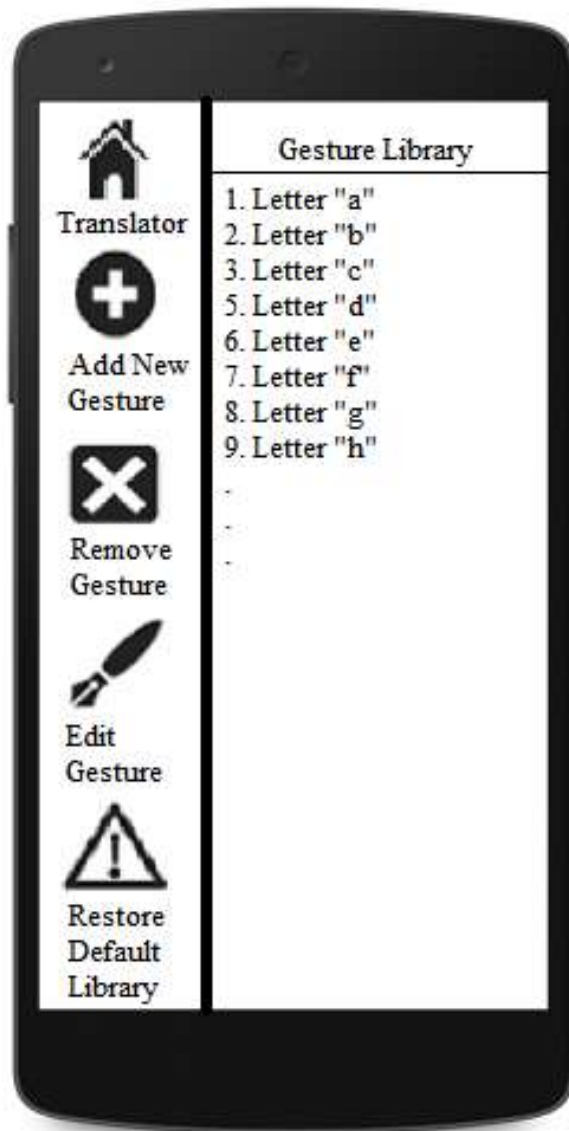 Translator
Add New
Gesture
Remove
Gesture
Edit
Gesture
Restore
Default
Library
Gesture Library
1. Letter "a"
2. Letter "b"
3. Letter "c"
5. Letter "d"
6. Letter "e"
7. Letter "f"
8. Letter "g"
9. Letter "h"
.
.
.